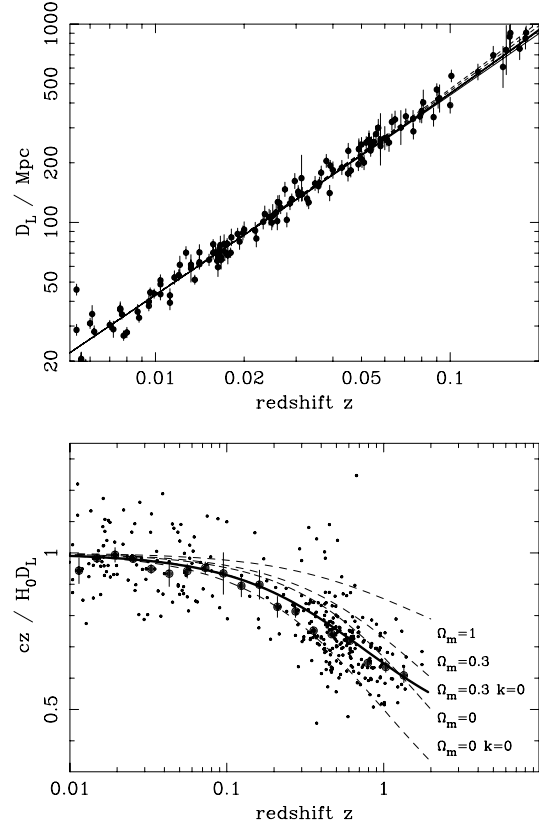 1000
500
200
100
50
20
D_L / Mpc
0.01 0.02 0.05 0.1
redshift z
1
0.5
cz / H_0D_L
Ω_m=1
Ω_m=0.3
Ω_m=0.3 k=0
Ω_m=0
Ω_m=0 k=0
0.01 0.1 1
redshift z